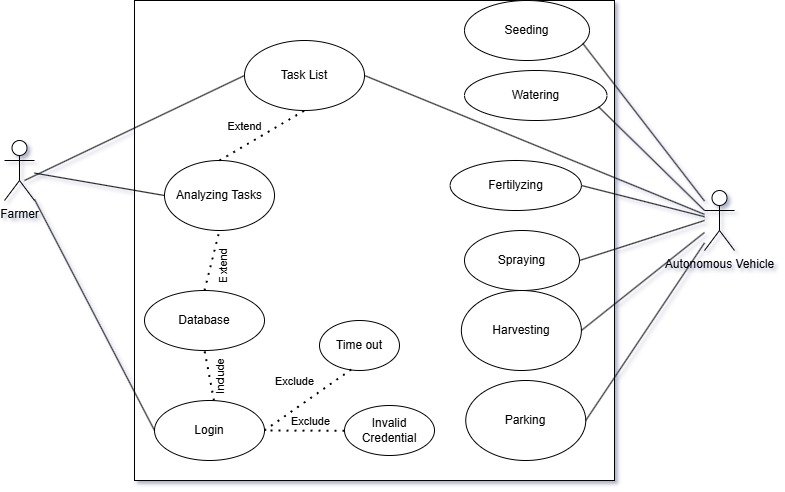 Seeding
Task List
Watering
Extend
Analyzing Tasks
Fertilyzing
Farmer
Extend
Spraying
Autonomous Vehicle
Database
Harvesting
Time out
Include
Exclude
Exclude
Login
Invalid
Credential
Parking